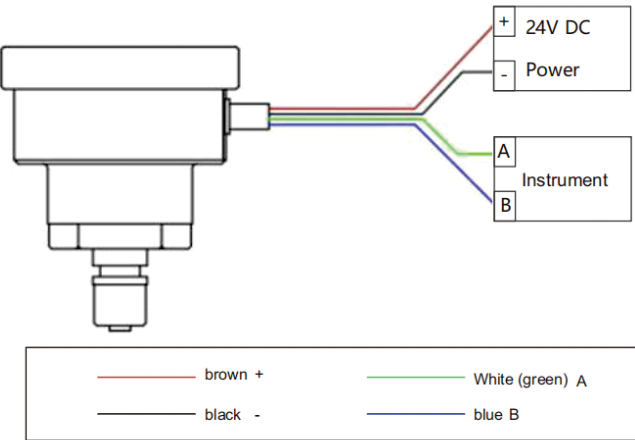 + 24V DC
- Power
A
Instrument
B
brown +
White (green) A
black -
blue B